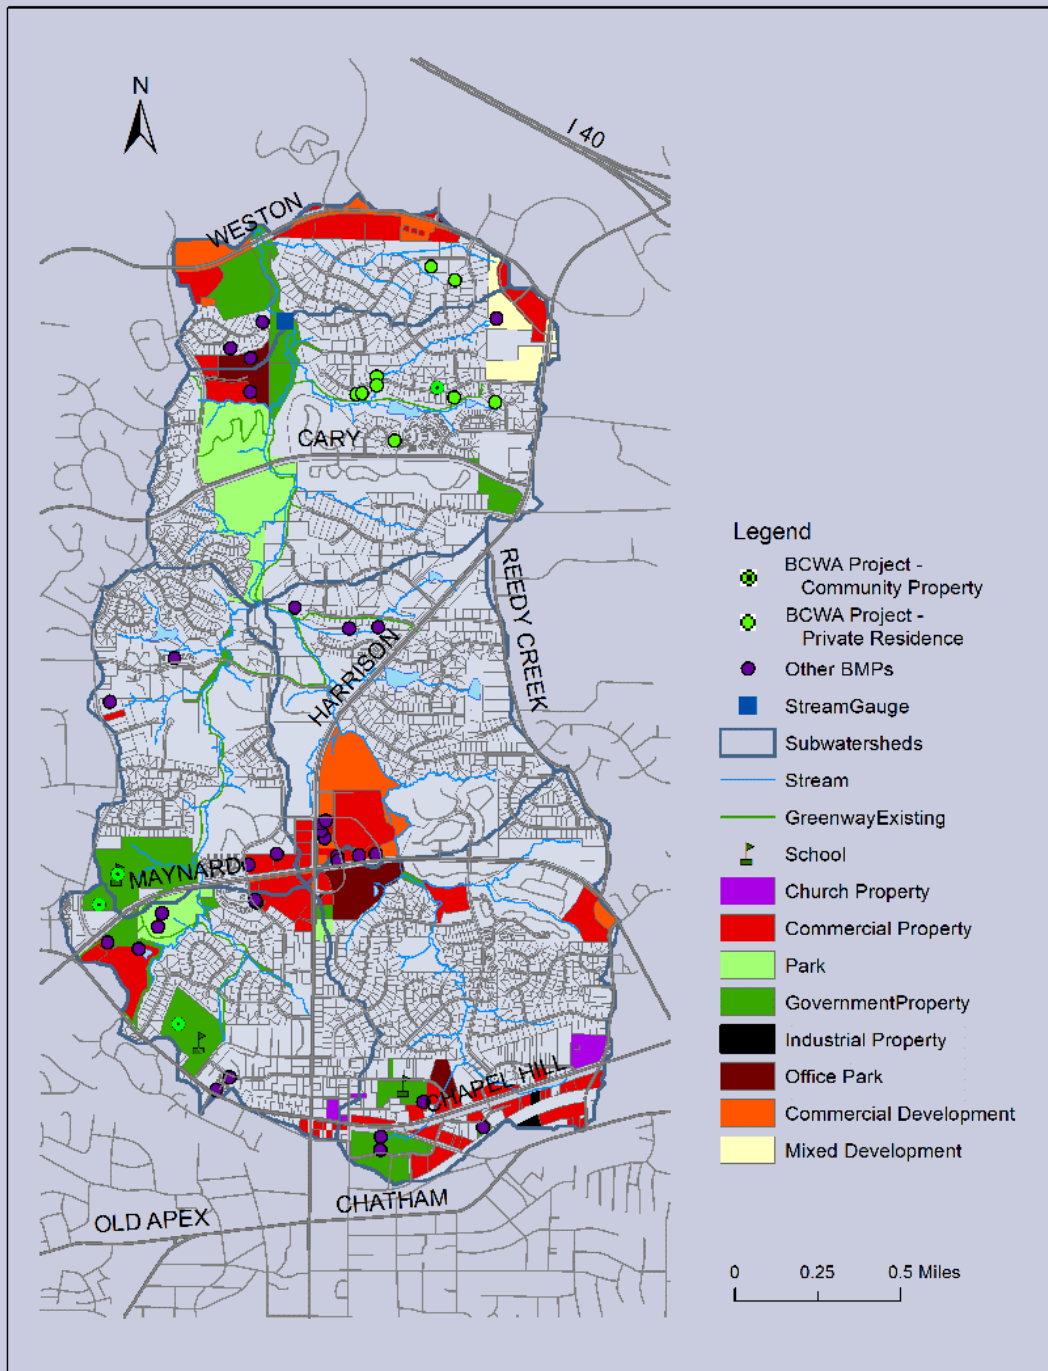 N
I 40
WESTON
CARY
REEDY CREEK
HARRISON
MAYNARD
CHAPEL HILL
CHATHAM
OLD APEX
Legend
BCWA Project -
Community Property
BCWA Project -
Private Residence
Other BMPs
StreamGauge
Subwatersheds
Stream
GreenwayExisting
School
Church Property
Commercial Property
Park
GovernmentProperty
Industrial Property
Office Park
Commercial Development
Mixed Development
0 0.25 0.5 Miles